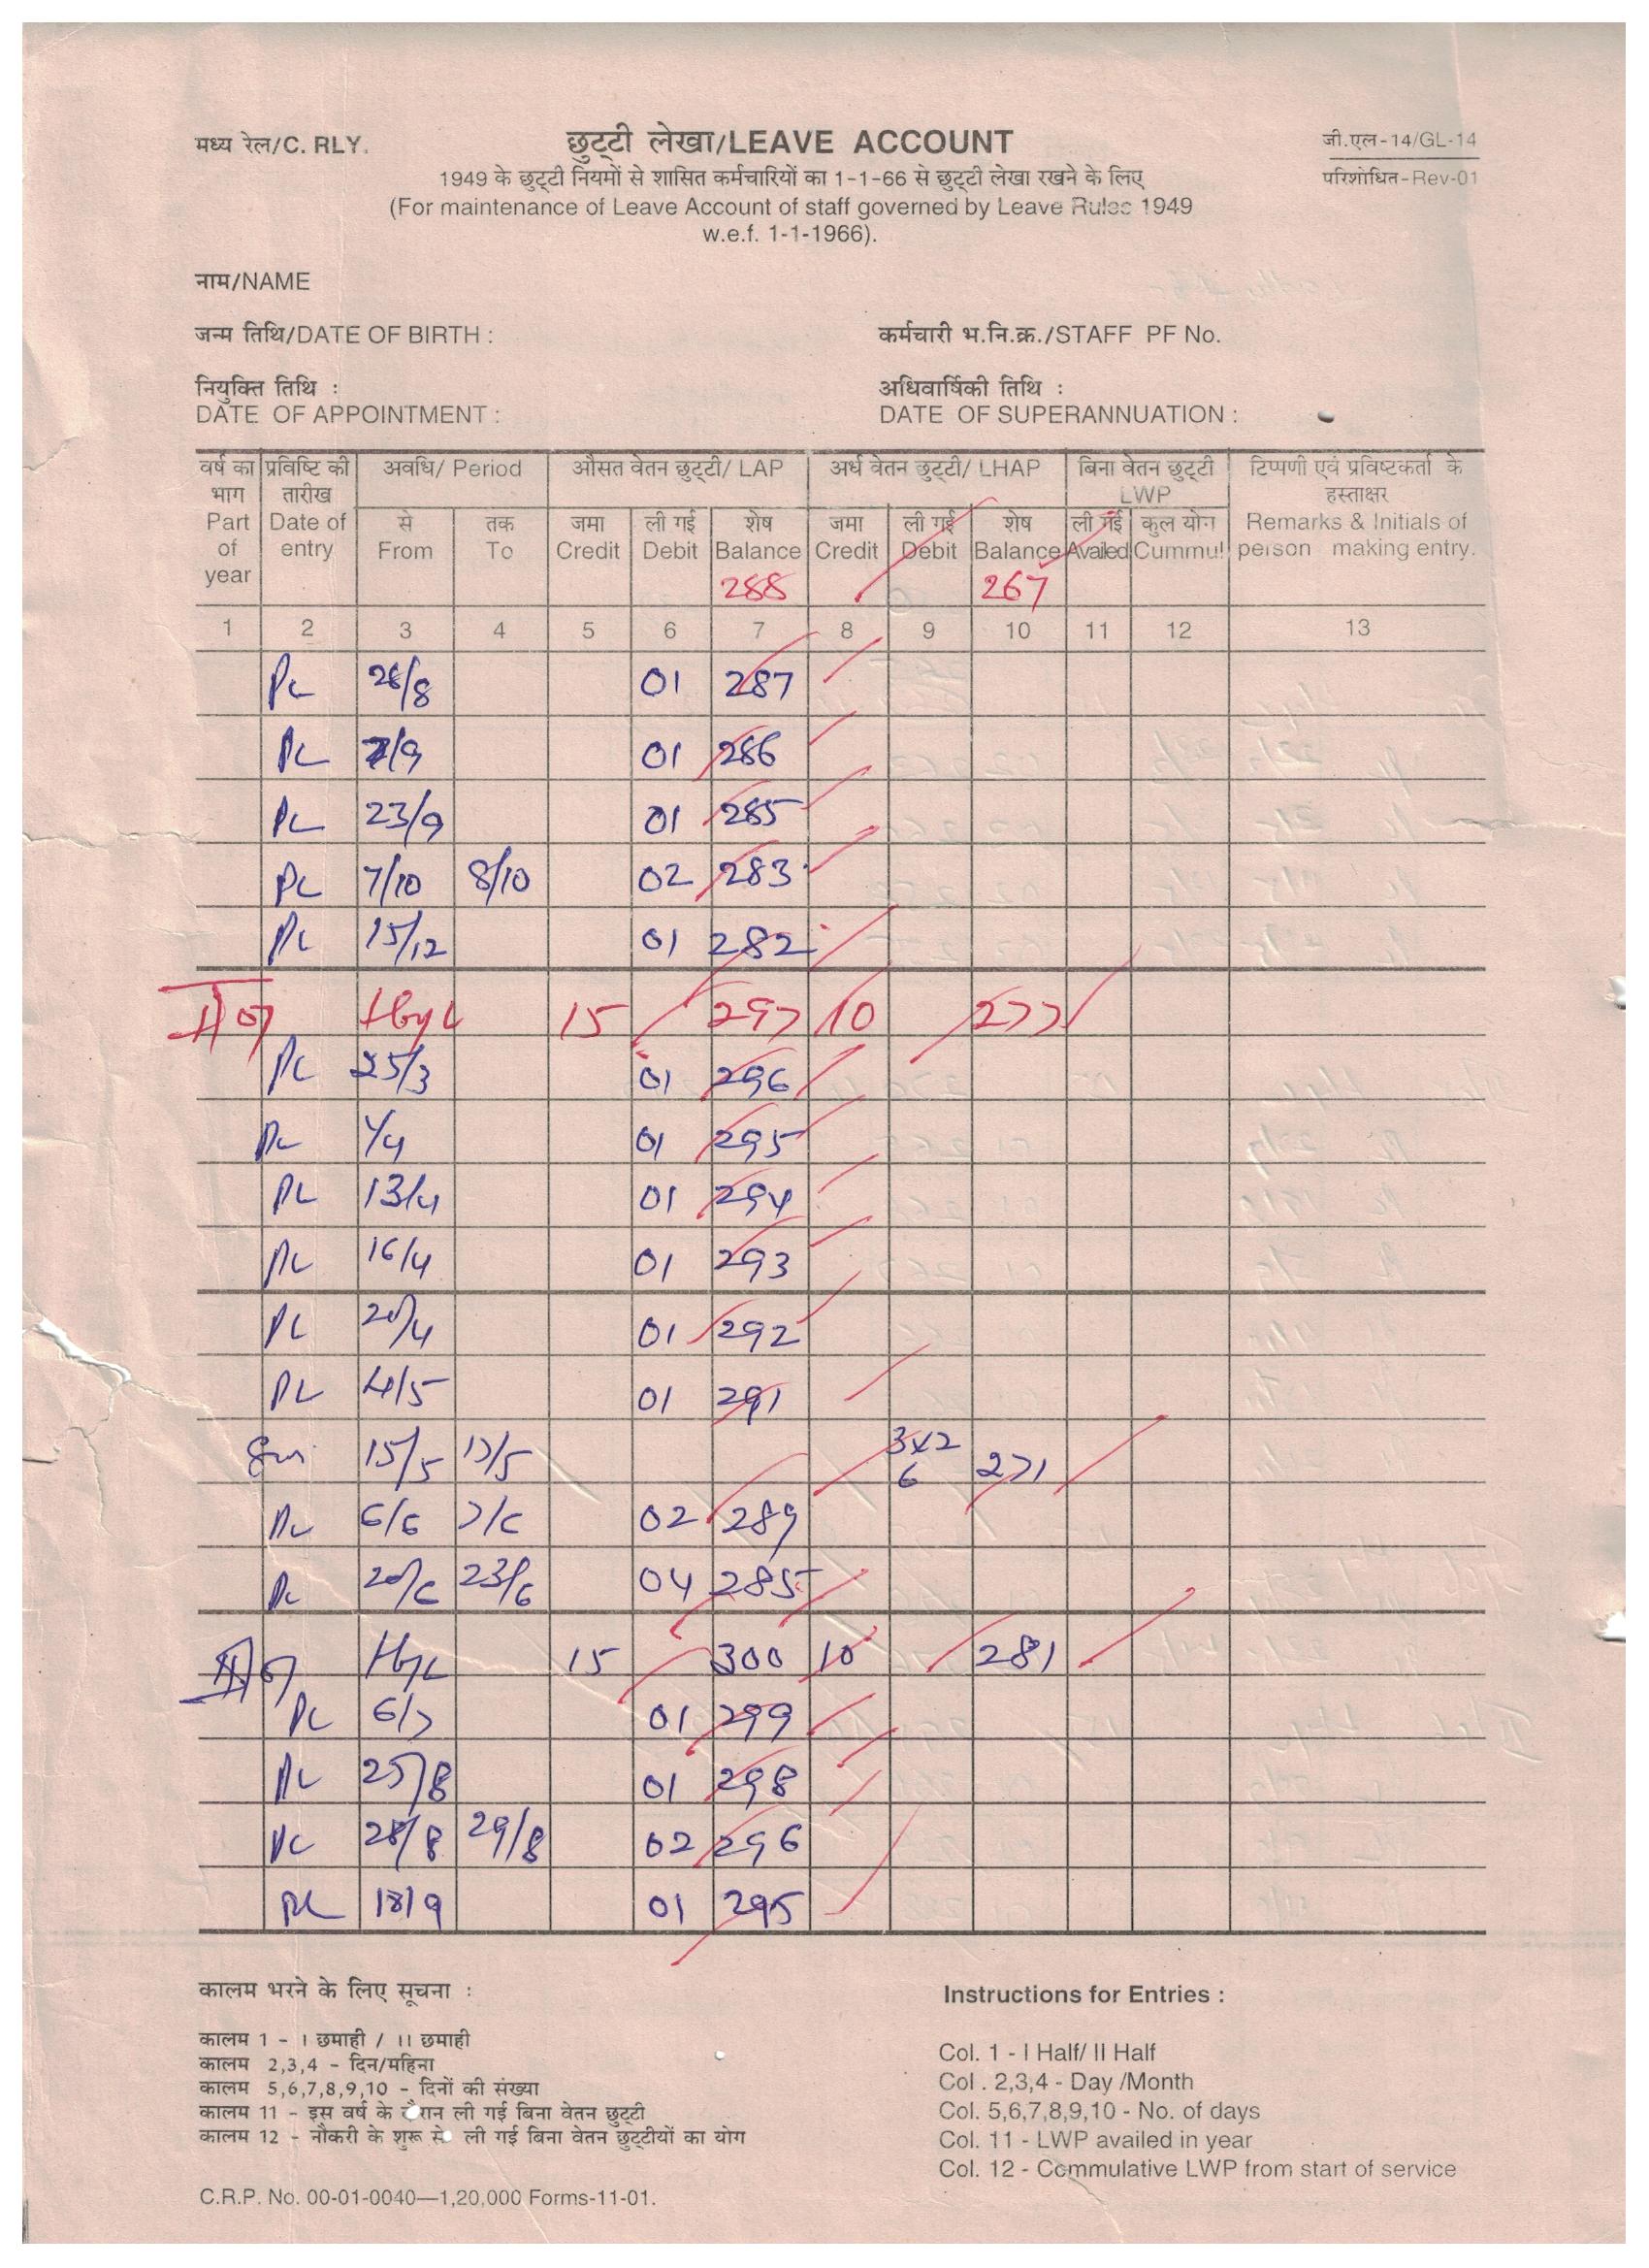 मध्य रेल/C. RLY.
छुट्टी लेखा/LEAVE ACCOUNT
जी.एल-14/GL-14
1949 के छुट्टी नियमों से शासित कर्मचारियों का 1-1-66 से छुट्टी लेखा रखने के लिए
परिशोधित-Rev-01
(For maintenance of Leave Account of staff governed by Leave Rules 1949
w.e.f. 1-1-1966).
नाम/NAME
जन्म तिथि/DATE OF BIRTH :
कर्मचारी भ.नि.क्र./STAFF PF No.
नियुक्ति तिथि :
अधिवार्षिकी तिथि :
DATE OF APPOINTMENT :
DATE OF SUPERANNUATION :
वर्ष का प्रविष्टि की अवधि/ Period औसत वेतन छुट्टी/ LAP अर्ध वेतन छुट्टी/ LHAP बिना वेतन छुट्टी टिप्पणी एवं प्रविष्टकर्ता के
भाग तारीख LWP हस्ताक्षर
Part Date of से तक जमा ली गई शेष जमा ली गई शेष ली गई कुल योन Remarks & Initials of
of entry From To Credit Debit Balance Credit Debit Balance Availed Cummul person making entry.
year 288 267
1 2 3 4 5 6 7 8 9 10 11 12 13
PL 26/8 01 287
PL 7/9 01 286
PL 23/9 01 285
PL 7/10 8/10 02 283
PL 15/12 01 282
I 07 HbyL 15 297 10 277
PL 25/3 01 296
PL 1/4 01 295
PL 13/4 01 294
PL 16/4 01 293
PL 20/4 01 292
PL 4/5 01 291
15/5 17/5 3x2 271
6
PL 6/6 7/6 02 289
PL 20/6 23/6 04 285
II 07 HbyL 15 300 10 281
PL 6/7 01 299
PL 25/8 01 298
PL 28/8 29/8 02 296
PL 18/9 01 295
कालम भरने के लिए सूचना :
Instructions for Entries :
कालम 1 - I छमाही / II छमाही
कालम 2,3,4 - दिन/महिना
कालम 5,6,7,8,9,10 - दिनों की संख्या
कालम 11 - इस वर्ष के दौरान ली गई बिना वेतन छुट्टी
कालम 12 - नौकरी के शुरू से ली गई बिना वेतन छुट्टीयों का योग
Col. 1 - I Half/ II Half
Col . 2,3,4 - Day /Month
Col. 5,6,7,8,9,10 - No. of days
Col. 11 - LWP availed in year
Col. 12 - Commulative LWP from start of service
C.R.P. No. 00-01-0040—1,20,000 Forms-11-01.